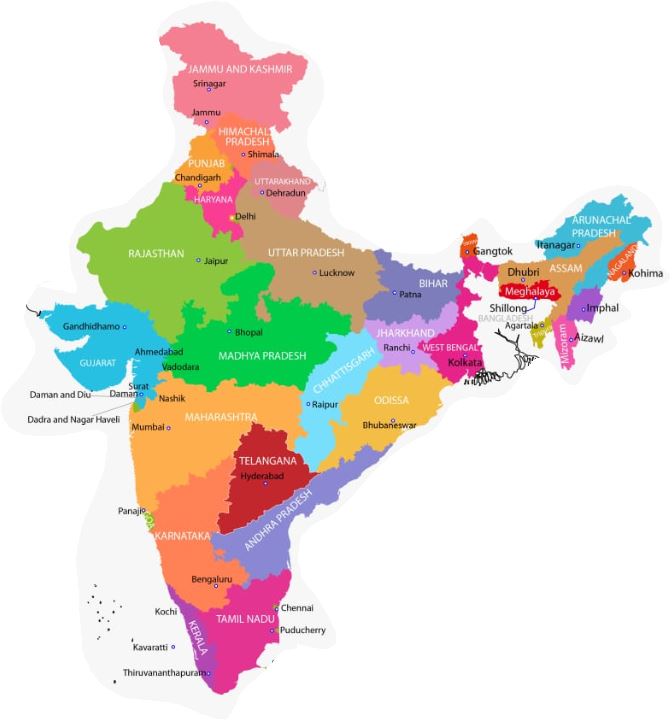 JAMMU AND KASHMIR
Srinagar
Jammu
HIMACHAL
PRADESH
Shimala
PUNJAB
Chandigarh
UTTARAKHAND
Dehradun
HARYANA
Delhi
ARUNACHAL
PRADESH
Itanagar
RAJASTHAN
Jaipur
UTTAR PRADESH
Lucknow
Gangtok
ASSAM
NAGALAND
Kohima
Dhubri
BIHAR
Patna
Meghalaya
Shillong
Imphal
BANGLADESH
Agartala
Mizoram
Aizawl
Gandhidhamo
Bhopal
JHARKHAND
Ranchi
WEST BENGAL
Kolkata
GUJARAT
Ahmedabad
Vadodara
MADHYA PRADESH
CHHATTISGARH
Raipur
Surat
Daman and Diu
Daman
Nashik
Dadra and Nagar Haveli
Mumbai
MAHARASHTRA
ODISSA
Bhubaneswar
TELANGANA
Hyderabad
Panaji
GOA
KARNATAKA
ANDHRA PRADESH
Bengaluru
Kochi
KERALA
TAMIL NADU
Chennai
Puducherry
Kavaratti
Thiruvananthapuram